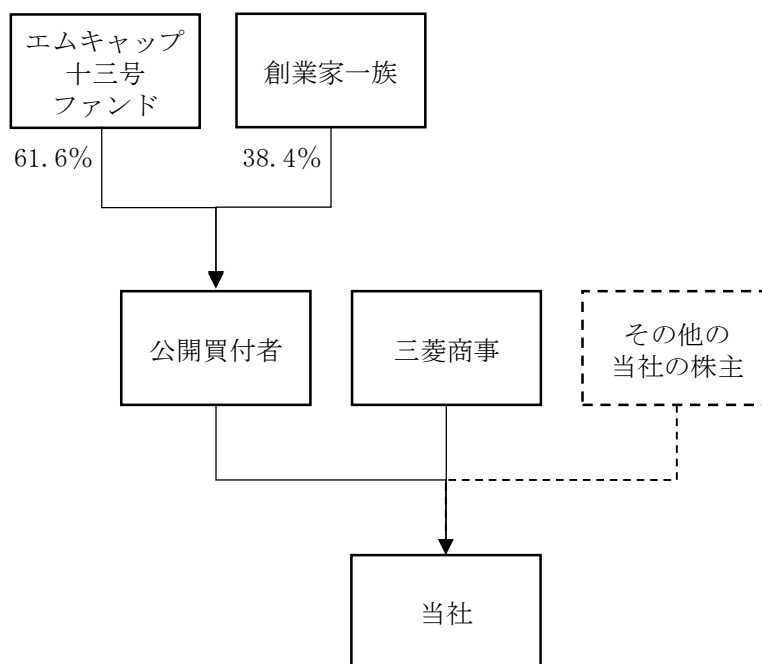 エムキャップ
十三号
ファンド
創業家一族
61.6%
38.4%
公開買付者
三菱商事
その他の
当社の株主
当社